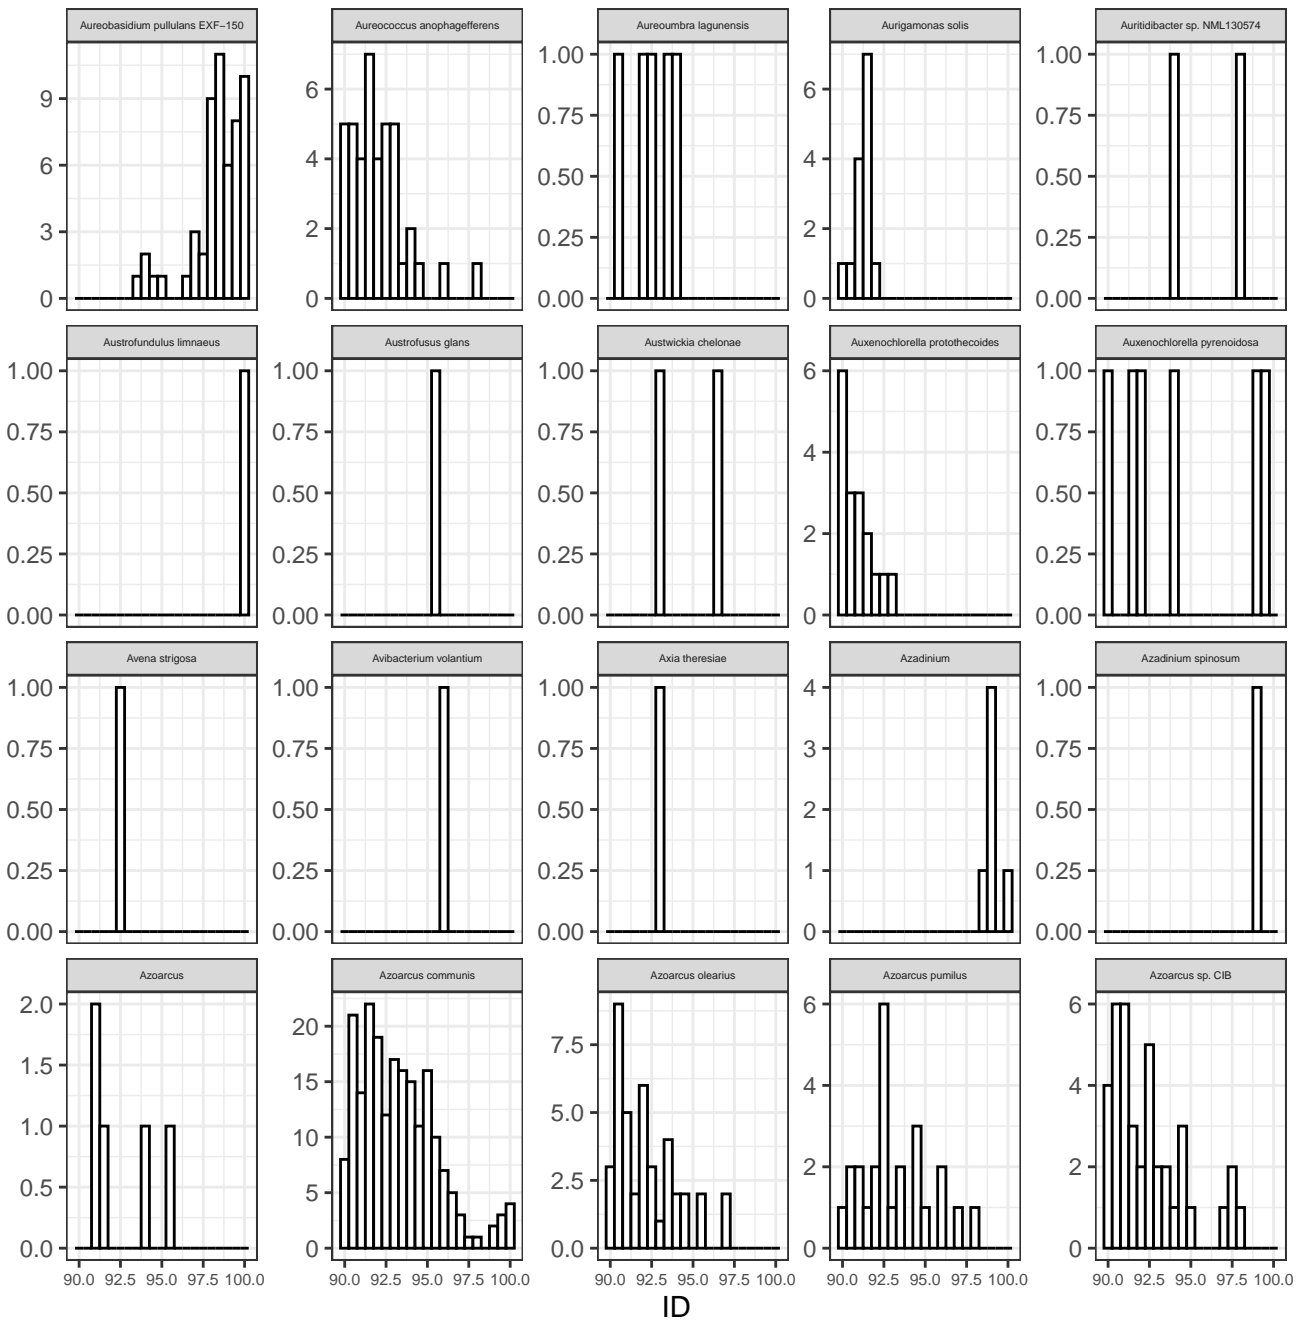 Aureobasidium pullulans EXF−150 Aureococcus anophagefferens Aureoumbra lagunensis Aurigamonas solis Auritidibacter sp. NML130574
9 6 3 0
6 4 2 0
1.00 0.75 0.50 0.25 0.00
6 4 2 0
1.00 0.75 0.50 0.25 0.00
Austrofundulus limnaeus Austrofusus glans Austwickia chelonae Auxenochlorella protothecoides Auxenochlorella pyrenoidosa
1.00 0.75 0.50 0.25 0.00
1.00 0.75 0.50 0.25 0.00
1.00 0.75 0.50 0.25 0.00
6 4 2 0
1.00 0.75 0.50 0.25 0.00
Avena strigosa Avibacterium volantium Axia theresiae Azadinium Azadinium spinosum
1.00 0.75 0.50 0.25 0.00
1.00 0.75 0.50 0.25 0.00
1.00 0.75 0.50 0.25 0.00
4 3 2 1 0
1.00 0.75 0.50 0.25 0.00
Azoarcus Azoarcus communis Azoarcus olearius Azoarcus pumilus Azoarcus sp. CIB
2.0 1.5 1.0 0.5 0.0
20 15 10 5 0
7.5 5.0 2.5 0.0
6 4 2 0
6 4 2 0
90.0 92.5 95.0 97.5 100.0 90.0 92.5 95.0 97.5 100.0 90.0 92.5 95.0 97.5 100.0 90.0 92.5 95.0 97.5 100.0 90.0 92.5 95.0 97.5 100.0
ID